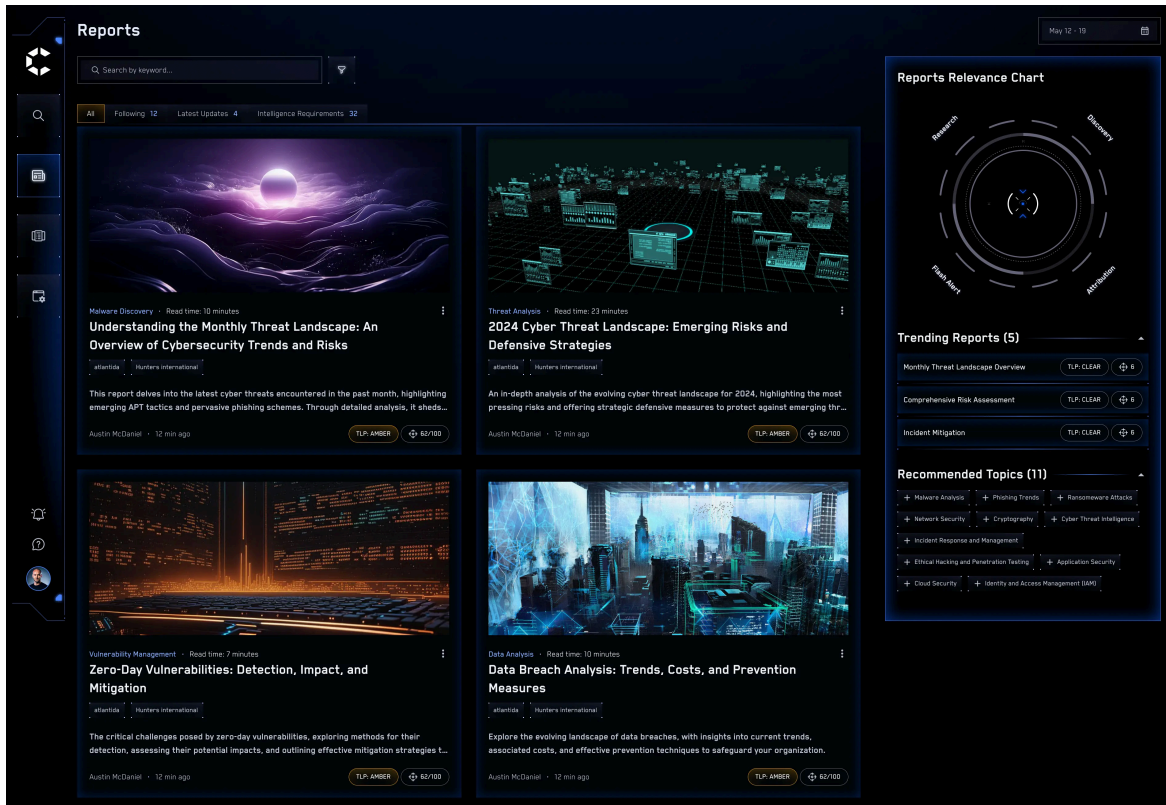 Reports
May 12 - 19
Search by keyword...
All
Following 12
Latest Updates 4
Intelligence Requirements 32
Malware Discovery · Read time: 10 minutes
Understanding the Monthly Threat Landscape: An
Overview of Cybersecurity Trends and Risks
atlantida
Hunters international
This report delves into the latest cyber threats encountered in the past month, highlighting
emerging APT tactics and pervasive phishing schemes. Through detailed analysis, it sheds...
Austin McDaniel · 12 min ago
TLP: AMBER
62/100
Threat Analysis · Read time: 23 minutes
2024 Cyber Threat Landscape: Emerging Risks and
Defensive Strategies
atlantida
Hunters international
An in-depth analysis of the evolving cyber threat landscape for 2024, highlighting the most
pressing risks and offering strategic defensive measures to protect against emerging thr...
Austin McDaniel · 12 min ago
TLP: AMBER
62/100
Vulnerability Management · Read time: 7 minutes
Zero-Day Vulnerabilities: Detection, Impact, and
Mitigation
atlantida
Hunters international
The critical challenges posed by zero-day vulnerabilities, exploring methods for their
detection, assessing their potential impacts, and outlining effective mitigation strategies t...
Austin McDaniel · 12 min ago
TLP: AMBER
62/100
Data Analysis · Read time: 10 minutes
Data Breach Analysis: Trends, Costs, and Prevention
Measures
atlantida
Hunters international
Explore the evolving landscape of data breaches, with insights into current trends,
associated costs, and effective prevention techniques to safeguard your organization.
Austin McDaniel · 12 min ago
TLP: AMBER
62/100
Reports Relevance Chart
Research
Discovery
Flash Alert
Attribution
Trending Reports (5)
Monthly Threat Landscape Overview
TLP: CLEAR
6
Comprehensive Risk Assessment
TLP: CLEAR
6
Incident Mitigation
TLP: CLEAR
6
Recommended Topics (11)
+ Malware Analysis
+ Phishing Trends
+ Ransomeware Attacks
+ Network Security
+ Cryptography
+ Cyber Threat Intelligence
+ Incident Response and Management
+ Ethical Hacking and Penetration Testing
+ Application Security
+ Cloud Security
+ Identity and Access Management (IAM)